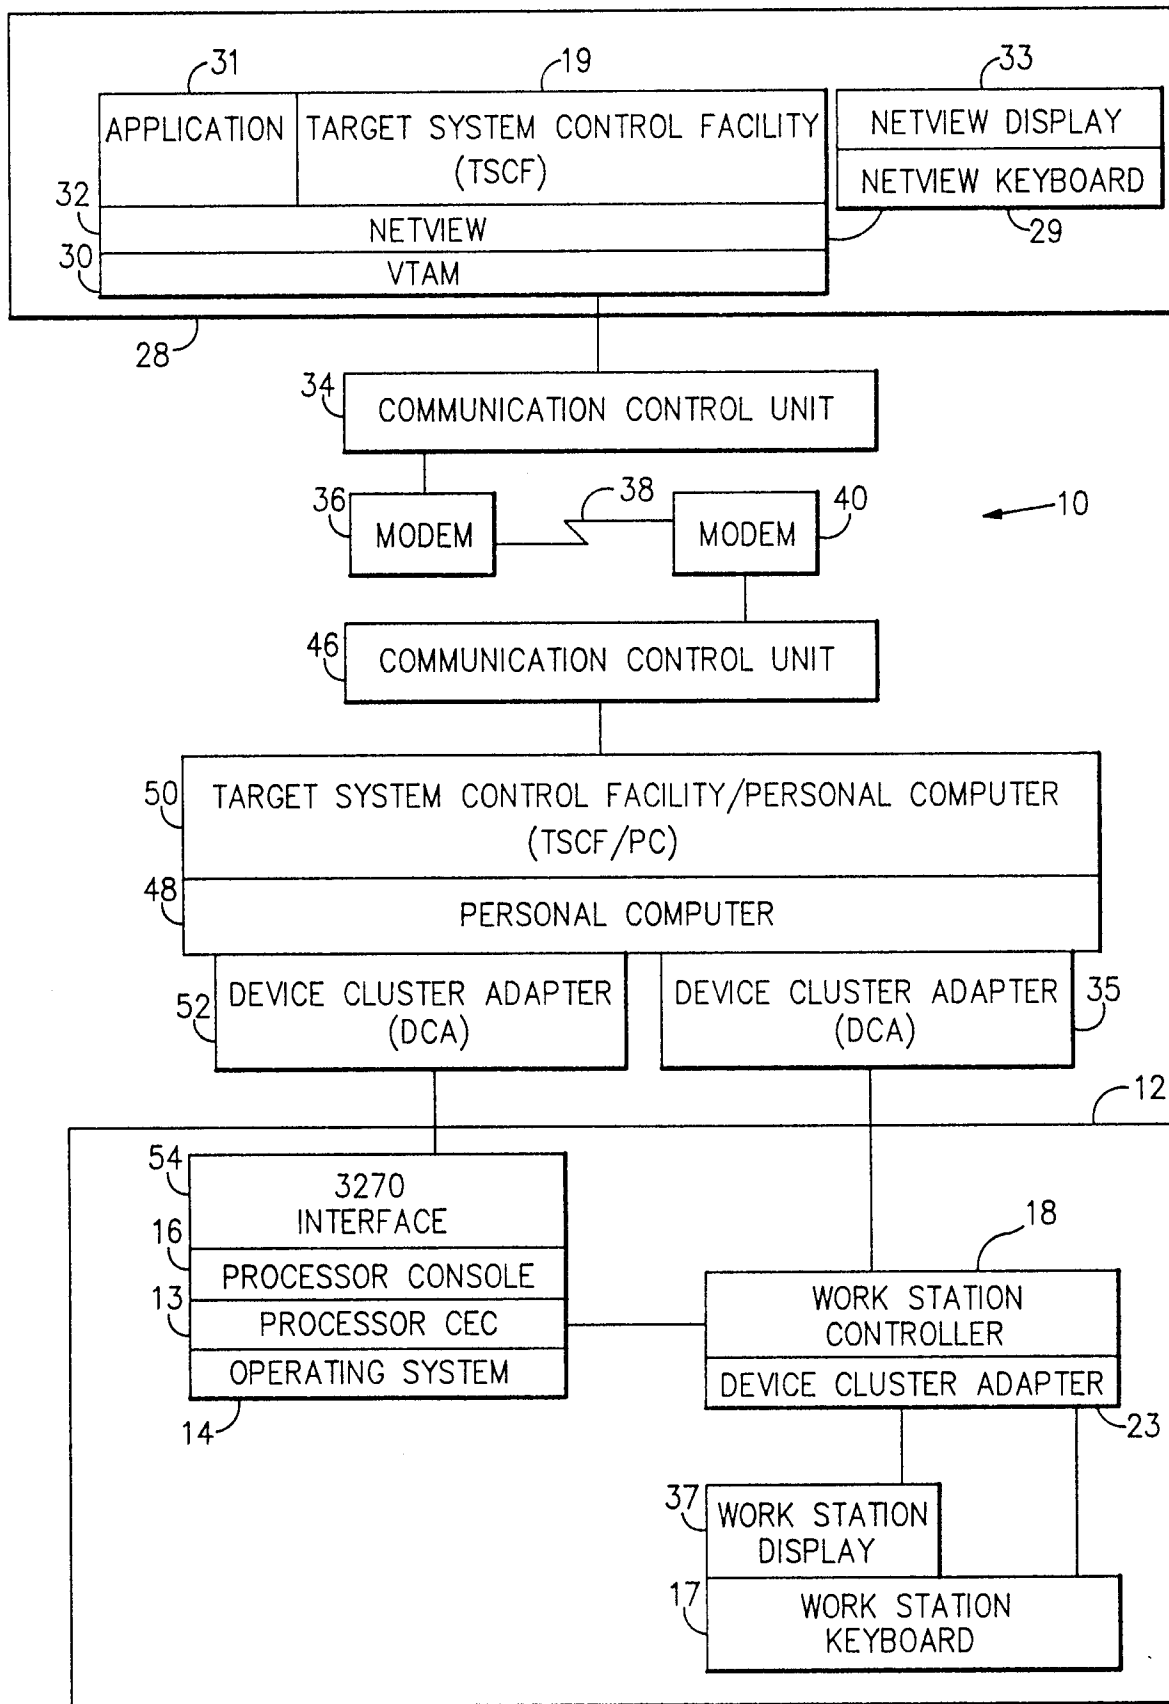 31
19
33
APPLICATION
TARGET SYSTEM CONTROL FACILITY
(TSCF)
NETVIEW DISPLAY
NETVIEW KEYBOARD
32
NETVIEW
29
30
VTAM
28
34
COMMUNICATION CONTROL UNIT
36
MODEM
38
MODEM
40
10
46
COMMUNICATION CONTROL UNIT
50
TARGET SYSTEM CONTROL FACILITY/PERSONAL COMPUTER
(TSCF/PC)
48
PERSONAL COMPUTER
52
DEVICE CLUSTER ADAPTER
(DCA)
DEVICE CLUSTER ADAPTER
(DCA)
35
12
54
3270
INTERFACE
16
PROCESSOR CONSOLE
13
PROCESSOR CEC
OPERATING SYSTEM
14
18
WORK STATION
CONTROLLER
DEVICE CLUSTER ADAPTER
23
37
WORK STATION
DISPLAY
17
WORK STATION
KEYBOARD